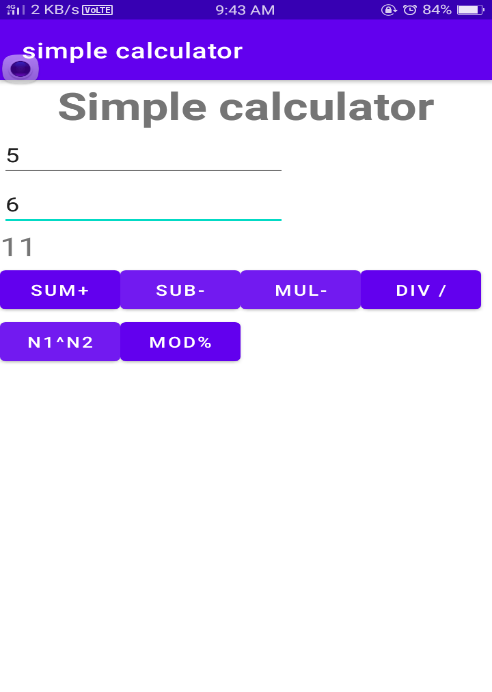 4G 2 KB/s VoLTE 9:43 AM 84%
simple calculator
Simple calculator
5
6
11
SUM+ SUB- MUL- DIV /
N1^N2 MOD%